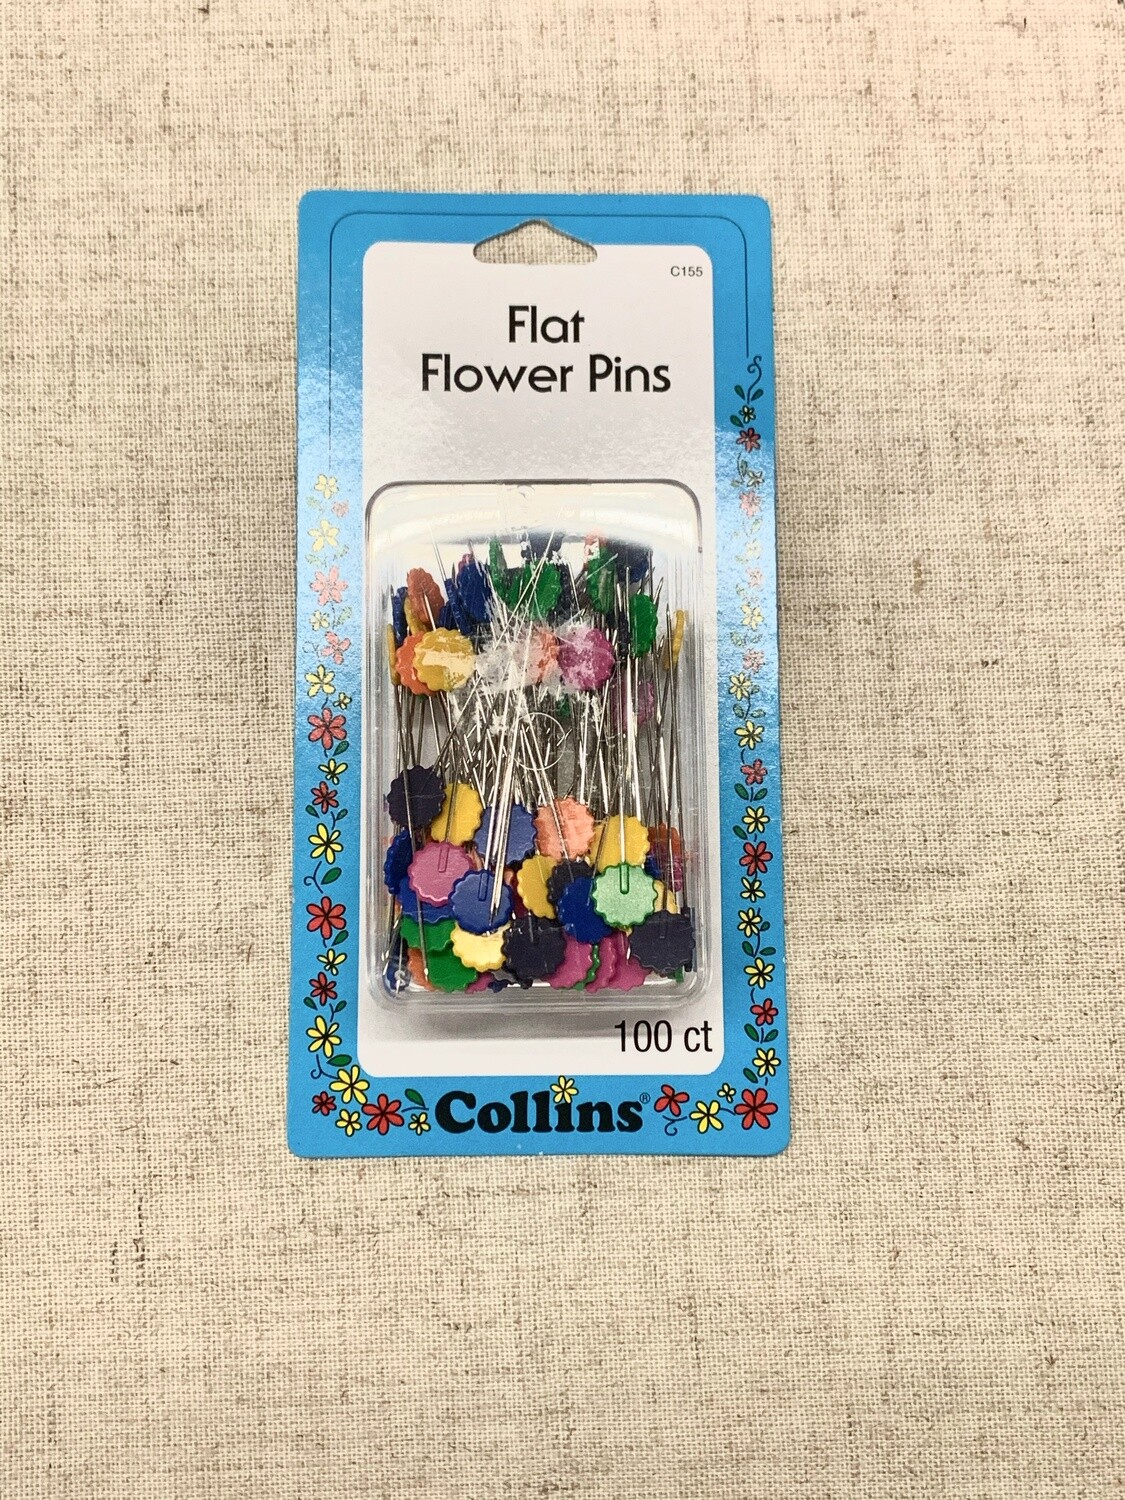 C155
Flat
Flower Pins
100 ct
Collins®